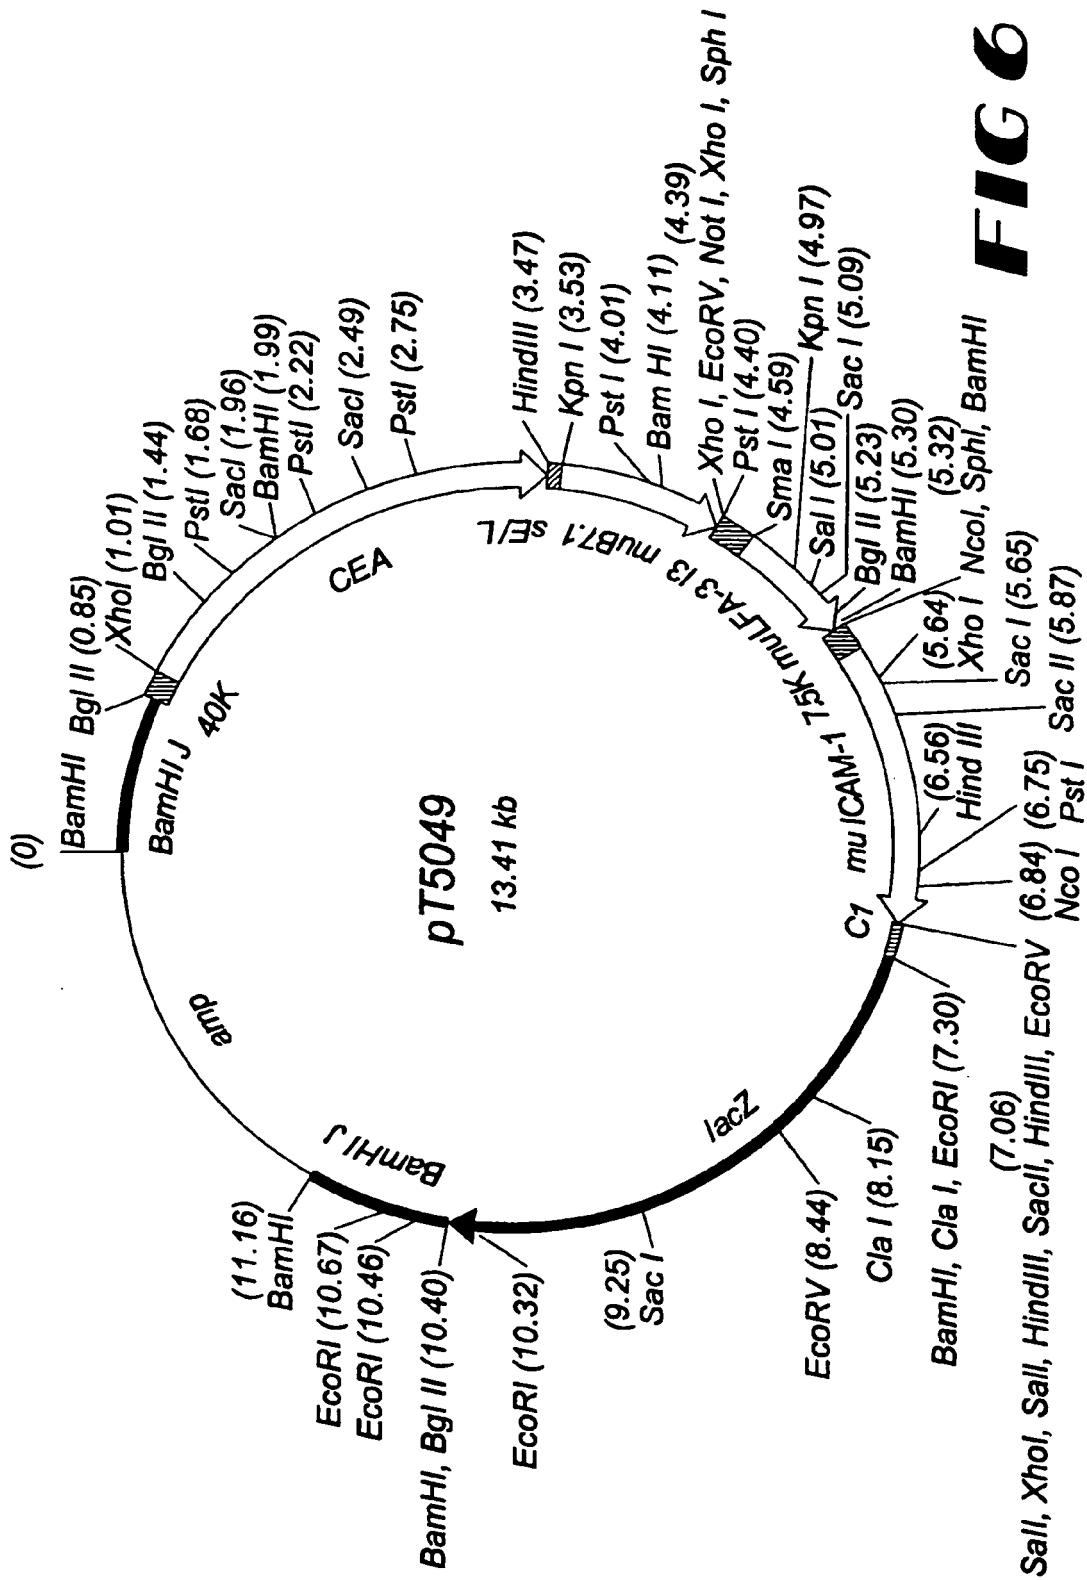 (0)
BamHI
Bgl II (0.85)
XhoI (1.01)
Bgl II (1.44)
PstI (1.68)
SacI (1.96)
BamHI (1.99)
PstI (2.22)
SacI (2.49)
PstI (2.75)
HindIII (3.47)
Kpn I (3.53)
Pst I (4.01)
Bam HI (4.11)
(4.39)
Xho I, EcoRV, Not I, Xho I, Sph I
Pst I (4.40)
Sma I (4.59)
Kpn I (4.97)
Sal I (5.01)
Sac I (5.09)
Bgl II (5.23)
BamHI (5.30)
(5.32)
NcoI, SphI, BamHI
(5.64)
Xho I
Sac I (5.65)
Sac II (5.87)
(6.56)
Hind III
(6.75)
Pst I
(6.84)
Nco I
(7.06)
SalI, XhoI, SalI, HindIII, SacII, HindIII, EcoRV
BamHI, Cla I, EcoRI (7.30)
Cla I (8.15)
EcoRV (8.44)
(9.25)
Sac I
EcoRI (10.32)
BamHI, Bgl II (10.40)
EcoRI (10.46)
EcoRI (10.67)
(11.16)
BamHI
BamHI J
40K
CEA
sE/L
muB7.1
I3
muLFA-3
7.5K
mu ICAM-1
C1
lacZ
BamHI J
amp
pT5049
13.41 kb
FIG 6